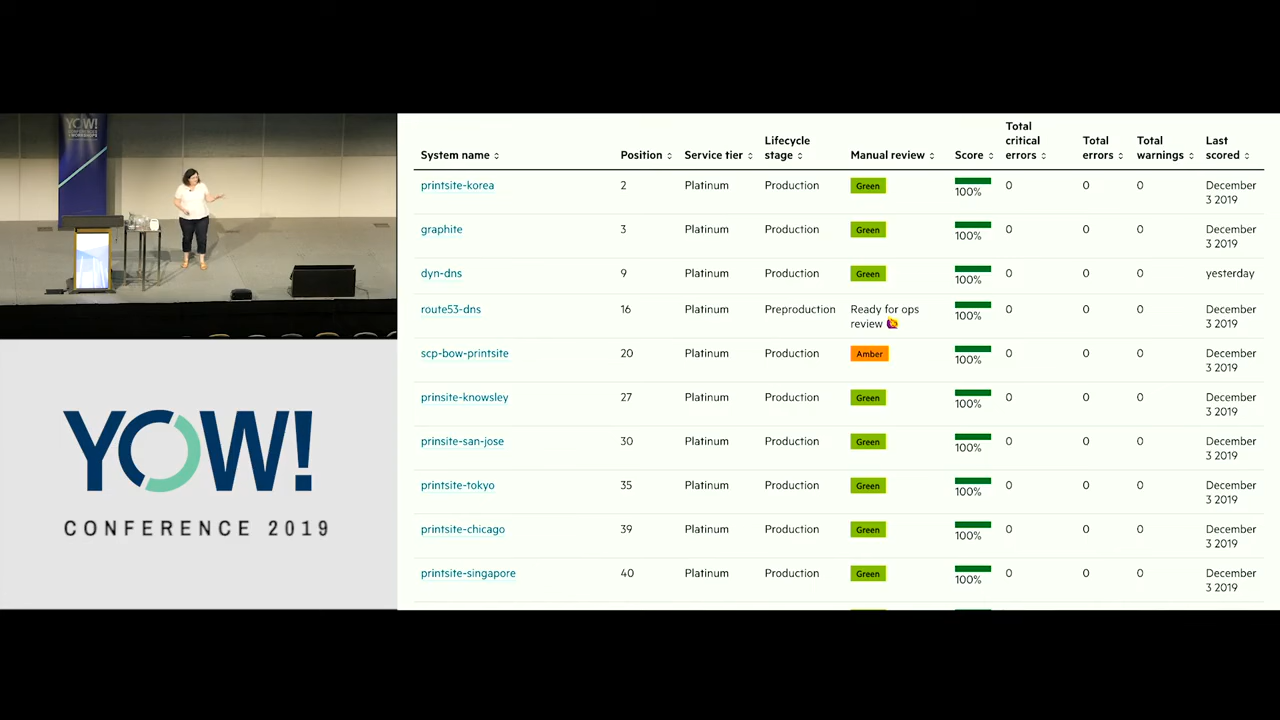 YOW!
CONFERENCES
& WORKSHOPS
YOW!
CONFERENCE 2019
System name Position Service tier Lifecycle stage Manual review Score Total critical errors Total errors Total warnings Last scored
printsite-korea 2 Platinum Production Green 100% 0 0 0 December 3 2019
graphite 3 Platinum Production Green 100% 0 0 0 December 3 2019
dyn-dns 9 Platinum Production Green 100% 0 0 0 yesterday
route53-dns 16 Platinum Preproduction Ready for ops review 100% 0 0 0 December 3 2019
scp-bow-printsite 20 Platinum Production Amber 100% 0 0 0 December 3 2019
prinsite-knowsley 27 Platinum Production Green 100% 0 0 0 December 3 2019
prinsite-san-jose 30 Platinum Production Green 100% 0 0 0 December 3 2019
printsite-tokyo 35 Platinum Production Green 100% 0 0 0 December 3 2019
printsite-chicago 39 Platinum Production Green 100% 0 0 0 December 3 2019
printsite-singapore 40 Platinum Production Green 100% 0 0 0 December 3 2019